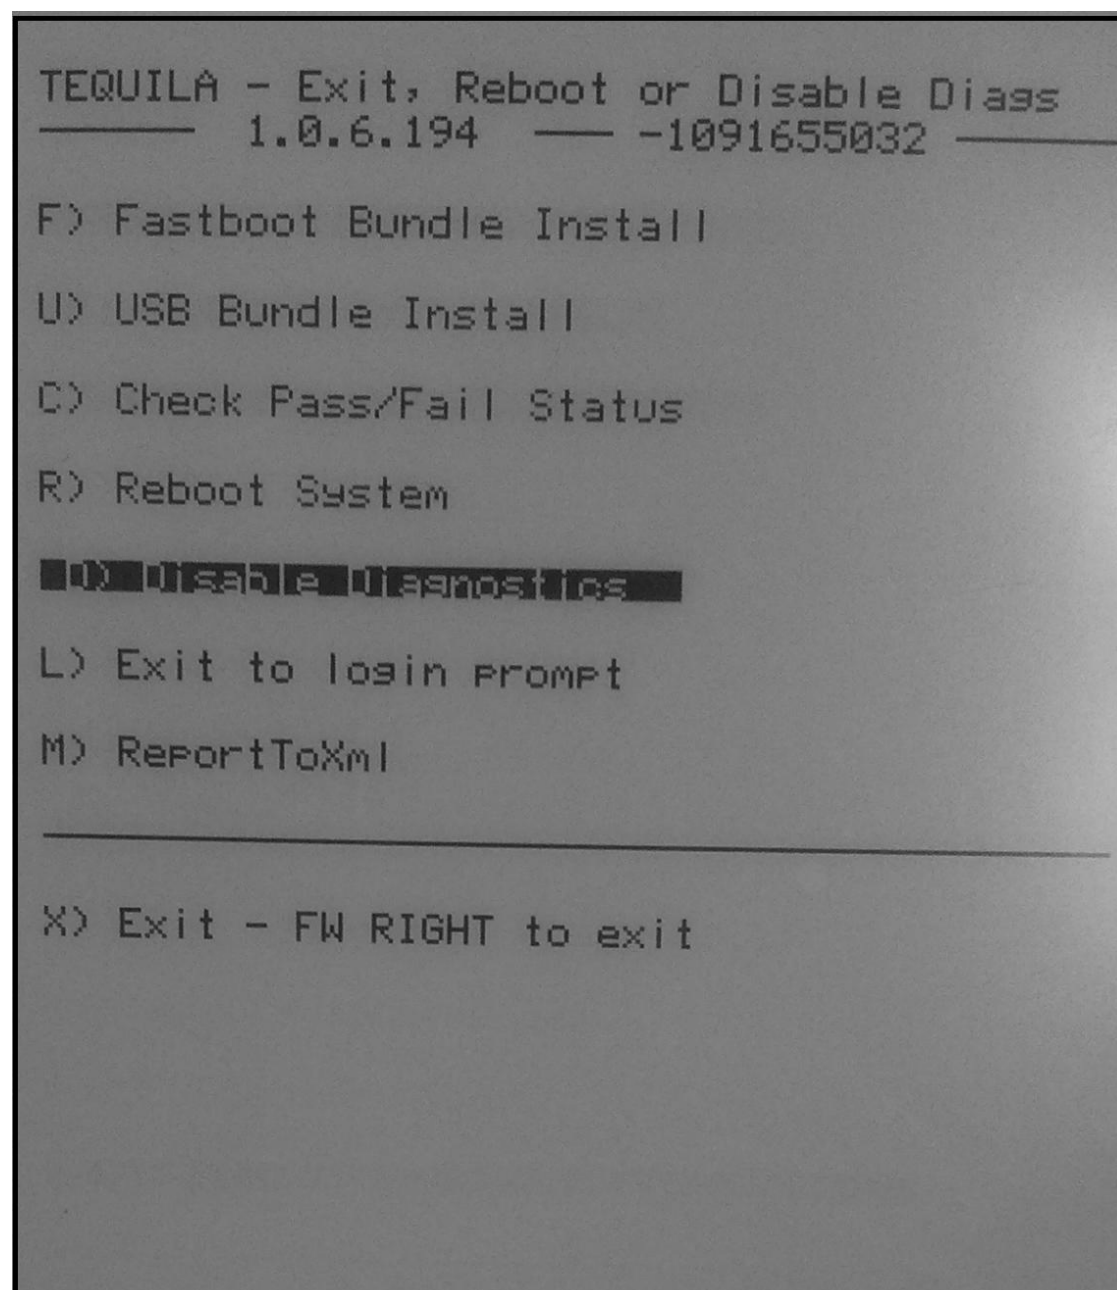 TEQUILA - Exit, Reboot or Disable Diags
1.0.6.194 -1091655032
F) Fastboot Bundle Install
U) USB Bundle Install
C) Check Pass/Fail Status
R) Reboot System
D) Disable Diagnostics
L) Exit to login prompt
M) ReportToXml
X) Exit - FW RIGHT to exit